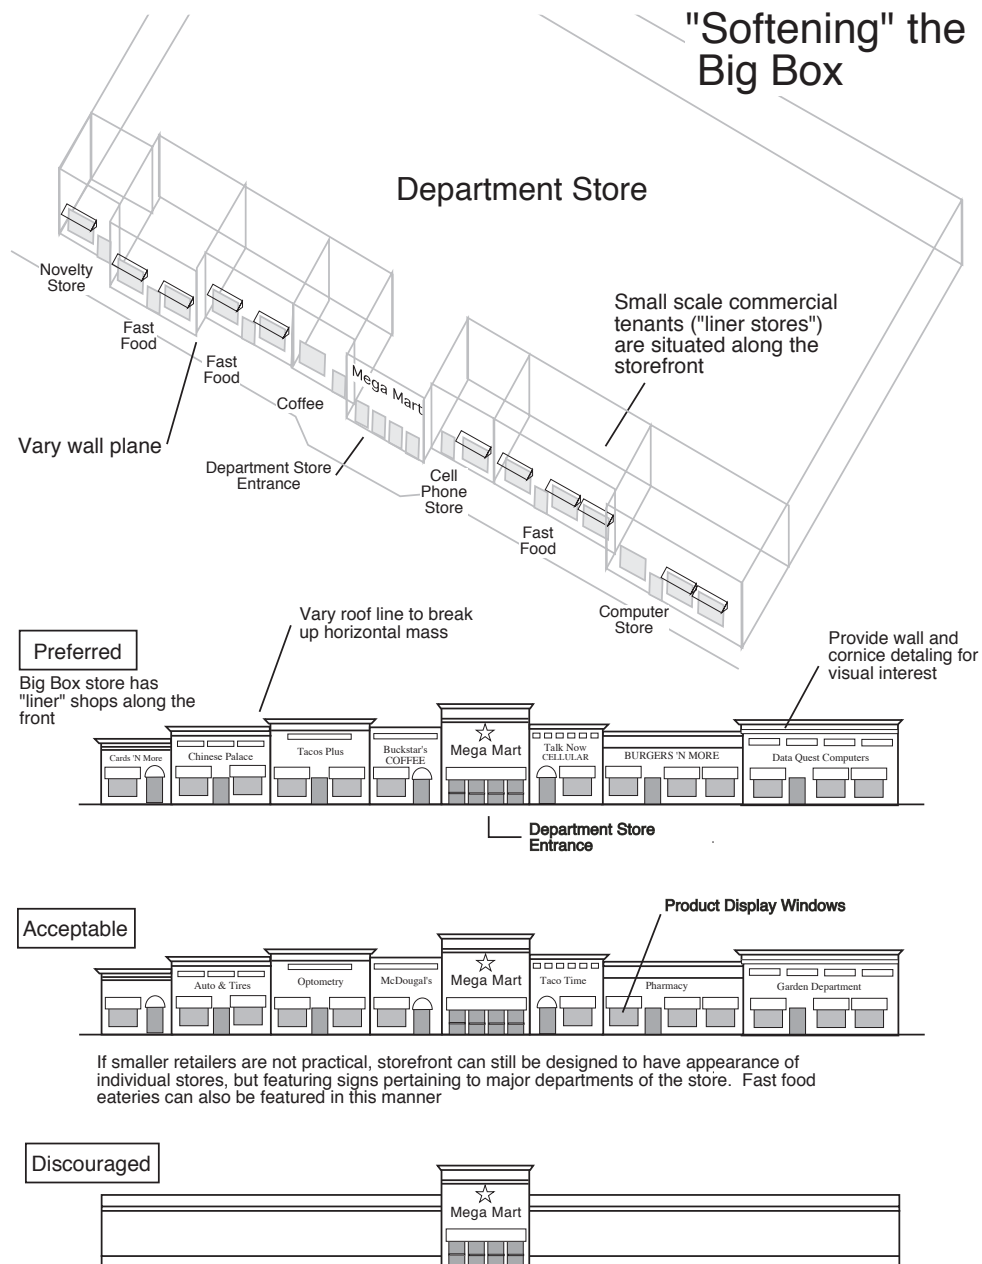 "Softening" the
Big Box
Department Store
Novelty
Store
Fast
Food
Fast
Food
Coffee
Mega Mart
Small scale commercial
tenants ("liner stores")
are situated along the
storefront
Vary wall plane
Department Store
Entrance
Cell
Phone
Store
Fast
Food
Computer
Store
Vary roof line to break
up horizontal mass
Provide wall and
cornice detaling for
visual interest
Preferred
Big Box store has
"liner" shops along the
front
Cards 'N More
Chinese Palace
Tacos Plus
Buckstar's
COFFEE
Mega Mart
Talk Now
CELLULAR
BURGERS 'N MORE
Data Quest Computers
Department Store
Entrance
Acceptable
Product Display Windows
Auto & Tires
Optometry
McDougal's
Mega Mart
Taco Time
Pharmacy
Garden Department
If smaller retailers are not practical, storefront can still be designed to have appearance of
individual stores, but featuring signs pertaining to major departments of the store.  Fast food
eateries can also be featured in this manner
Discouraged
Mega Mart